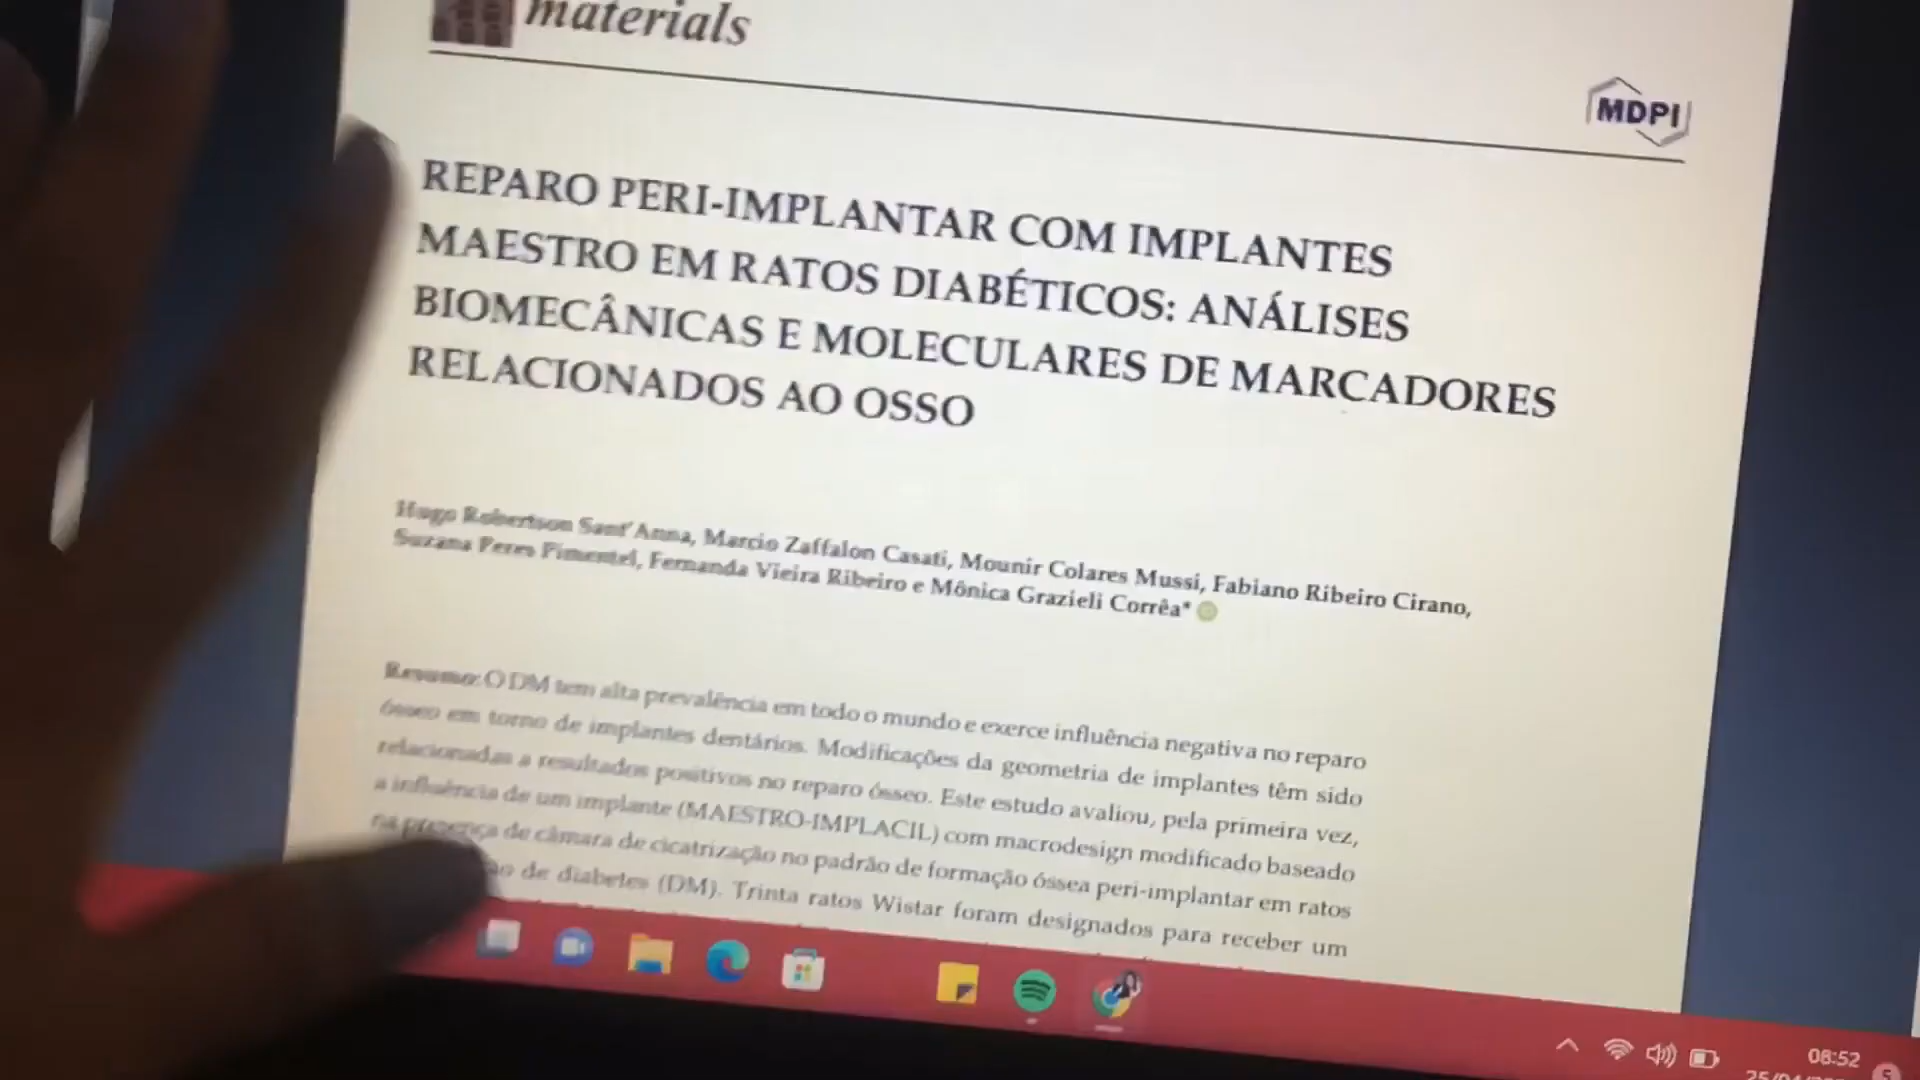 materials
MDPI
REPARO PERI-IMPLANTAR COM IMPLANTES
MAESTRO EM RATOS DIABÉTICOS: ANÁLISES
BIOMECÂNICAS E MOLECULARES DE MARCADORES
RELACIONADOS AO OSSO
Hugo Robertson Sant'Anna, Marcio Zaffalon Casati, Mounir Colares Mussi, Fabiano Ribeiro Cirano,
Suzana Peres Pimentel, Fernanda Vieira Ribeiro e Mônica Grazieli Corrêa*
Resumo: O DM tem alta prevalência em todo o mundo e exerce influência negativa no reparo
ósseo em torno de implantes dentários. Modificações da geometria de implantes têm sido
relacionadas a resultados positivos no reparo ósseo. Este estudo avaliou, pela primeira vez,
a influência de um implante (MAESTRO-IMPLACIL) com macrodesign modificado baseado
na presença de câmara de cicatrização no padrão de formação óssea peri-implantar em ratos
de diabetes (DM). Trinta ratos Wistar foram designados para receber um
08:52